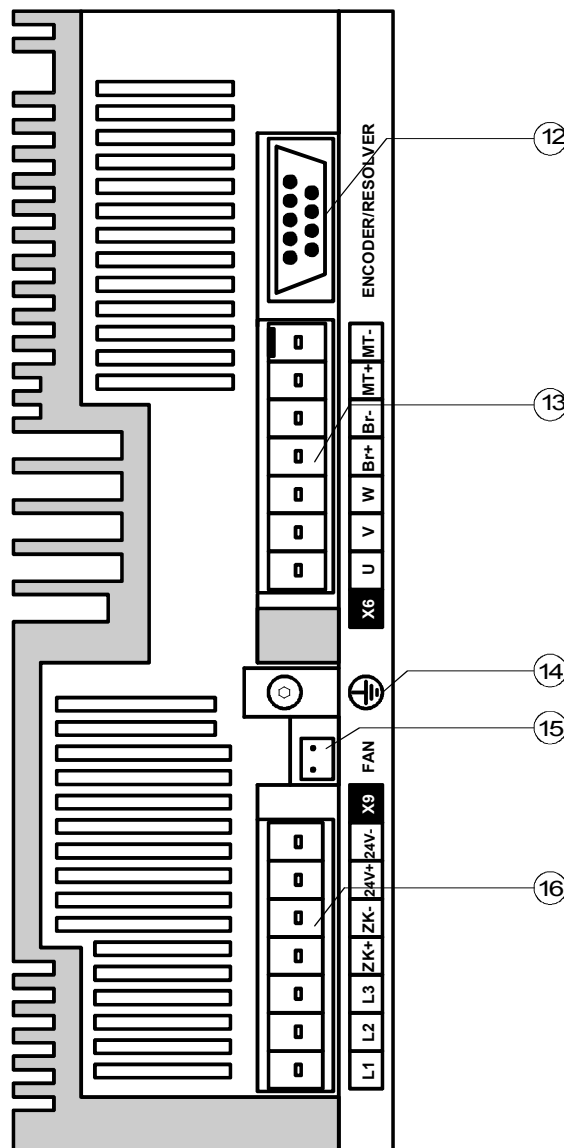 12
ENCODER/RESOLVER
MT-
MT+
13
Br-
Br+
W
V
U
X6
14
15
FAN
X9
24V-
24V+
16
ZK-
ZK+
L3
L2
L1